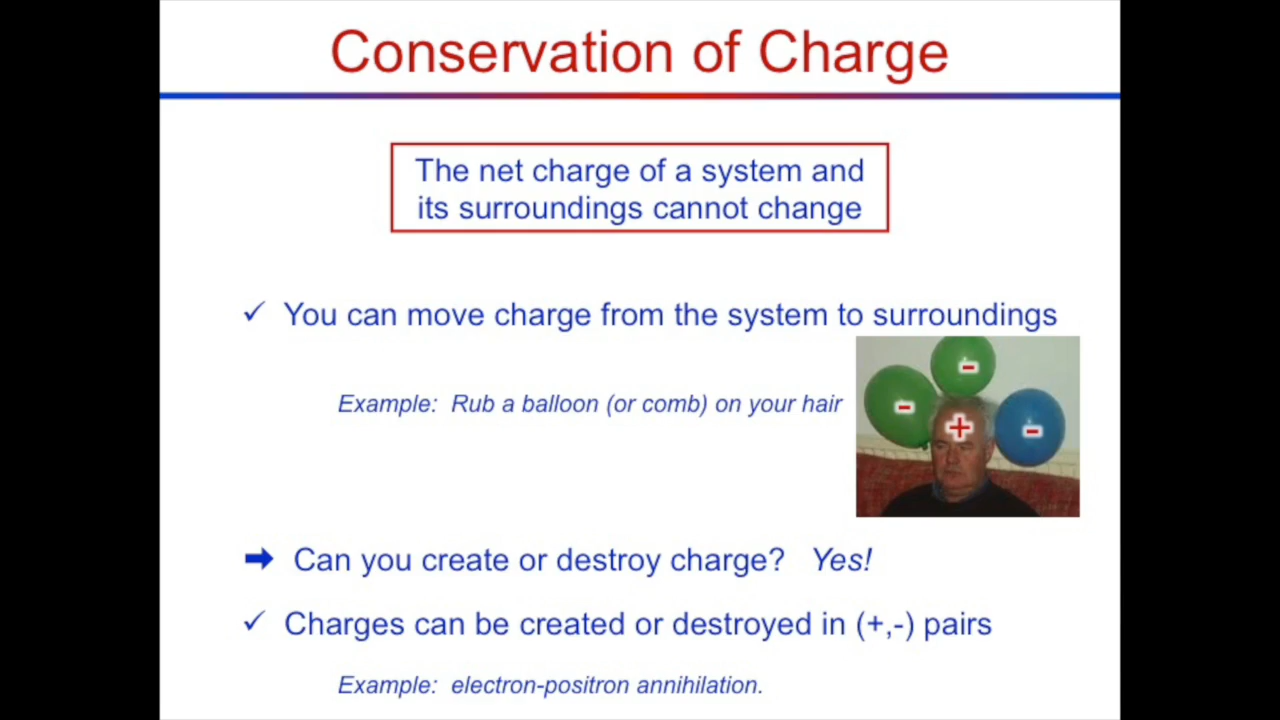 Conservation of Charge
The net charge of a system and
its surroundings cannot change
✓ You can move charge from the system to surroundings
Example: Rub a balloon (or comb) on your hair
-
-
+
-
➡ Can you create or destroy charge? Yes!
✓ Charges can be created or destroyed in (+,-) pairs
Example: electron-positron annihilation.